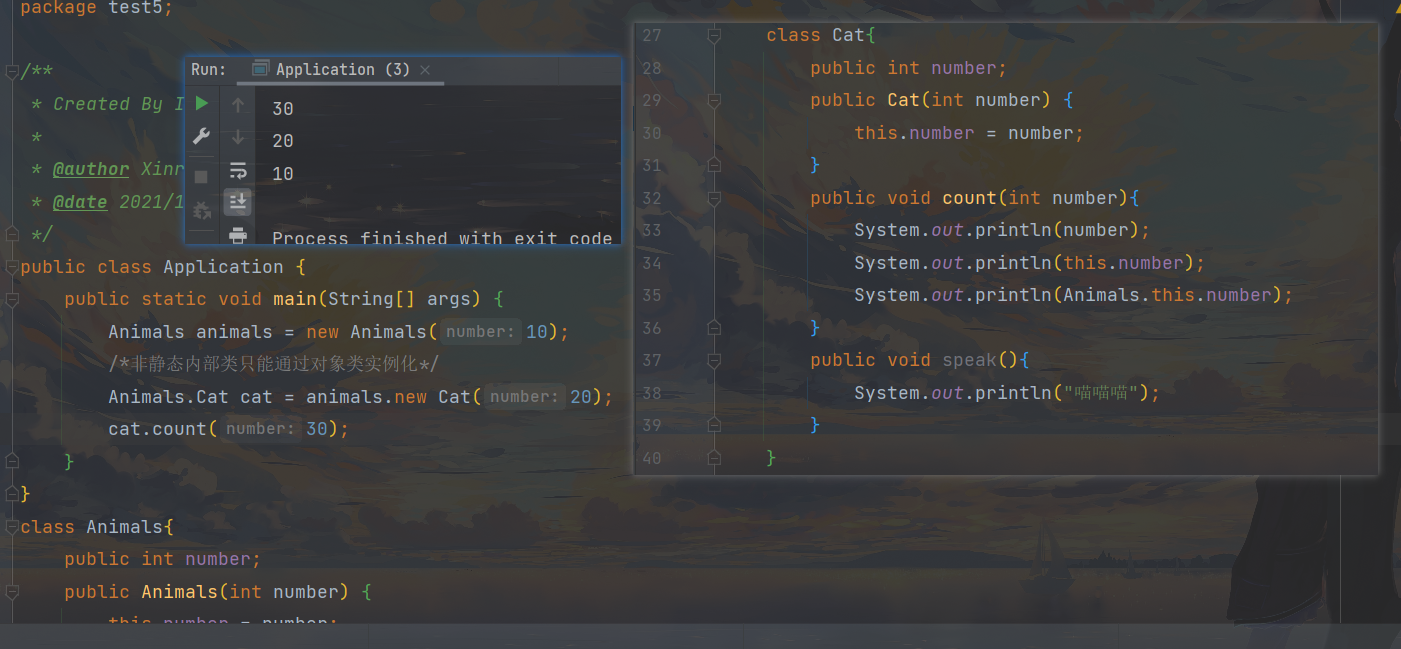 package test5;
/**
* Created By I
*
* @author Xinr
* @date 2021/1
*/
public class Application {
public static void main(String[] args) {
Animals animals = new Animals( number: 10);
/*非静态内部类只能通过对象类实例化*/
Animals.Cat cat = animals.new Cat( number: 20);
cat.count( number: 30);
}
}
class Animals{
public int number;
public Animals(int number) {
this.number = number;
Run: Application (3) ×
30
20
10
Process finished with exit code
27 class Cat{
28 public int number;
29 public Cat(int number) {
30 this.number = number;
31 }
32 public void count(int number){
33 System.out.println(number);
34 System.out.println(this.number);
35 System.out.println(Animals.this.number);
36 }
37 public void speak(){
38 System.out.println("喵喵喵");
39 }
40 }